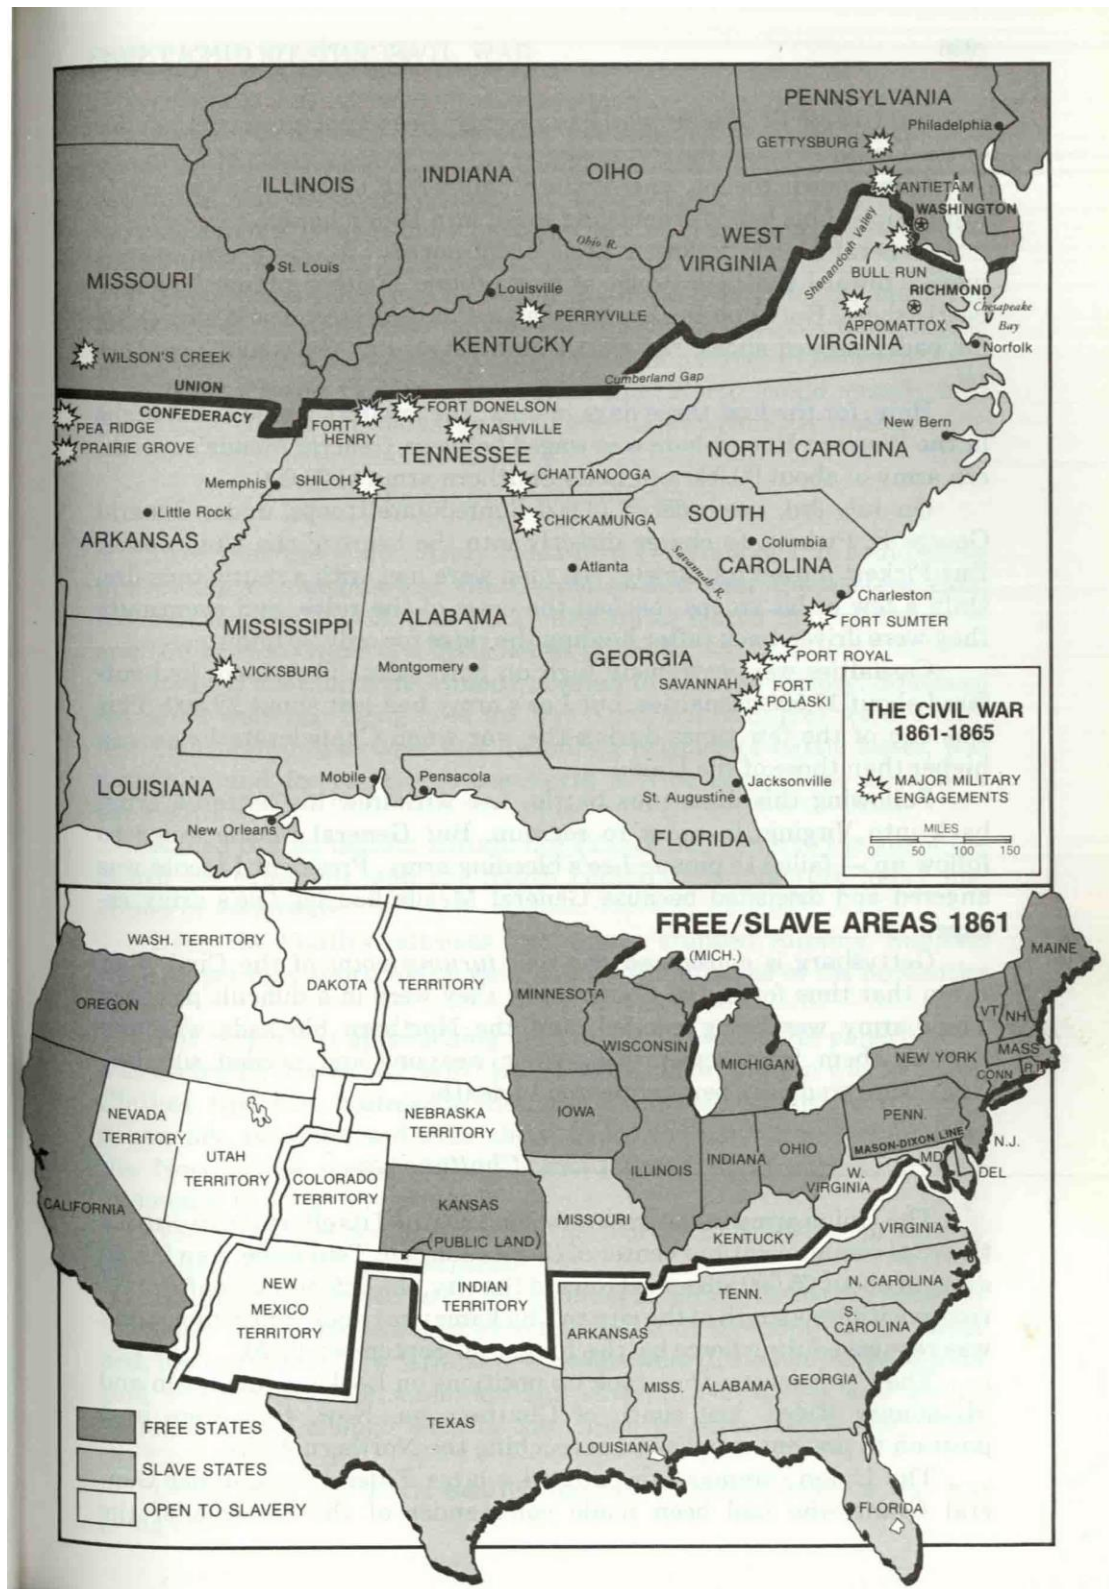 PENNSYLVANIA
Philadelphia
GETTYSBURG
ILLINOIS
INDIANA
OIHO
ANTIETAM
WASHINGTON
Ohio R.
WEST
VIRGINIA
Shenandoah Valley
St. Louis
MISSOURI
BULL RUN
Louisville
RICHMOND
Chesapeake
Bay
PERRYVILLE
APPOMATTOX
KENTUCKY
VIRGINIA
Norfolk
WILSON'S CREEK
Cumberland Gap
UNION
CONFEDERACY
FORT DONELSON
FORT
HENRY
PEA RIDGE
NASHVILLE
New Bern
PRAIRIE GROVE
TENNESSEE
NORTH CAROLINA
Memphis
SHILOH
CHATTANOOGA
Little Rock
ARKANSAS
CHICKAMUNGA
SOUTH
CAROLINA
Columbia
Savannah R.
Atlanta
Charleston
MISSISSIPPI
ALABAMA
FORT SUMTER
VICKSBURG
Montgomery
GEORGIA
PORT ROYAL
SAVANNAH
FORT
POLASKI
THE CIVIL WAR
1861-1865
LOUISIANA
Mobile
Pensacola
Jacksonville
MAJOR MILITARY
ENGAGEMENTS
St. Augustine
New Orleans
FLORIDA
MILES
0 50 100 150
FREE/SLAVE AREAS 1861
WASH. TERRITORY
(MICH.)
MAINE
OREGON
DAKOTA
TERRITORY
MINNESOTA
VT
NH
WISCONSIN
MICHIGAN
NEW YORK
MASS
CONN
R.I.
NEVADA
TERRITORY
NEBRASKA
TERRITORY
IOWA
PENN.
MASON-DIXON LINE
N.J.
UTAH
TERRITORY
ILLINOIS
INDIANA
OHIO
MD
DEL
COLORADO
TERRITORY
W.
VIRGINIA
CALIFORNIA
KANSAS
MISSOURI
VIRGINIA
(PUBLIC LAND)
KENTUCKY
NEW
MEXICO
TERRITORY
INDIAN
TERRITORY
TENN.
N. CAROLINA
S.
CAROLINA
ARKANSAS
MISS.
ALABAMA
GEORGIA
TEXAS
LOUISIANA
FREE STATES
SLAVE STATES
OPEN TO SLAVERY
FLORIDA